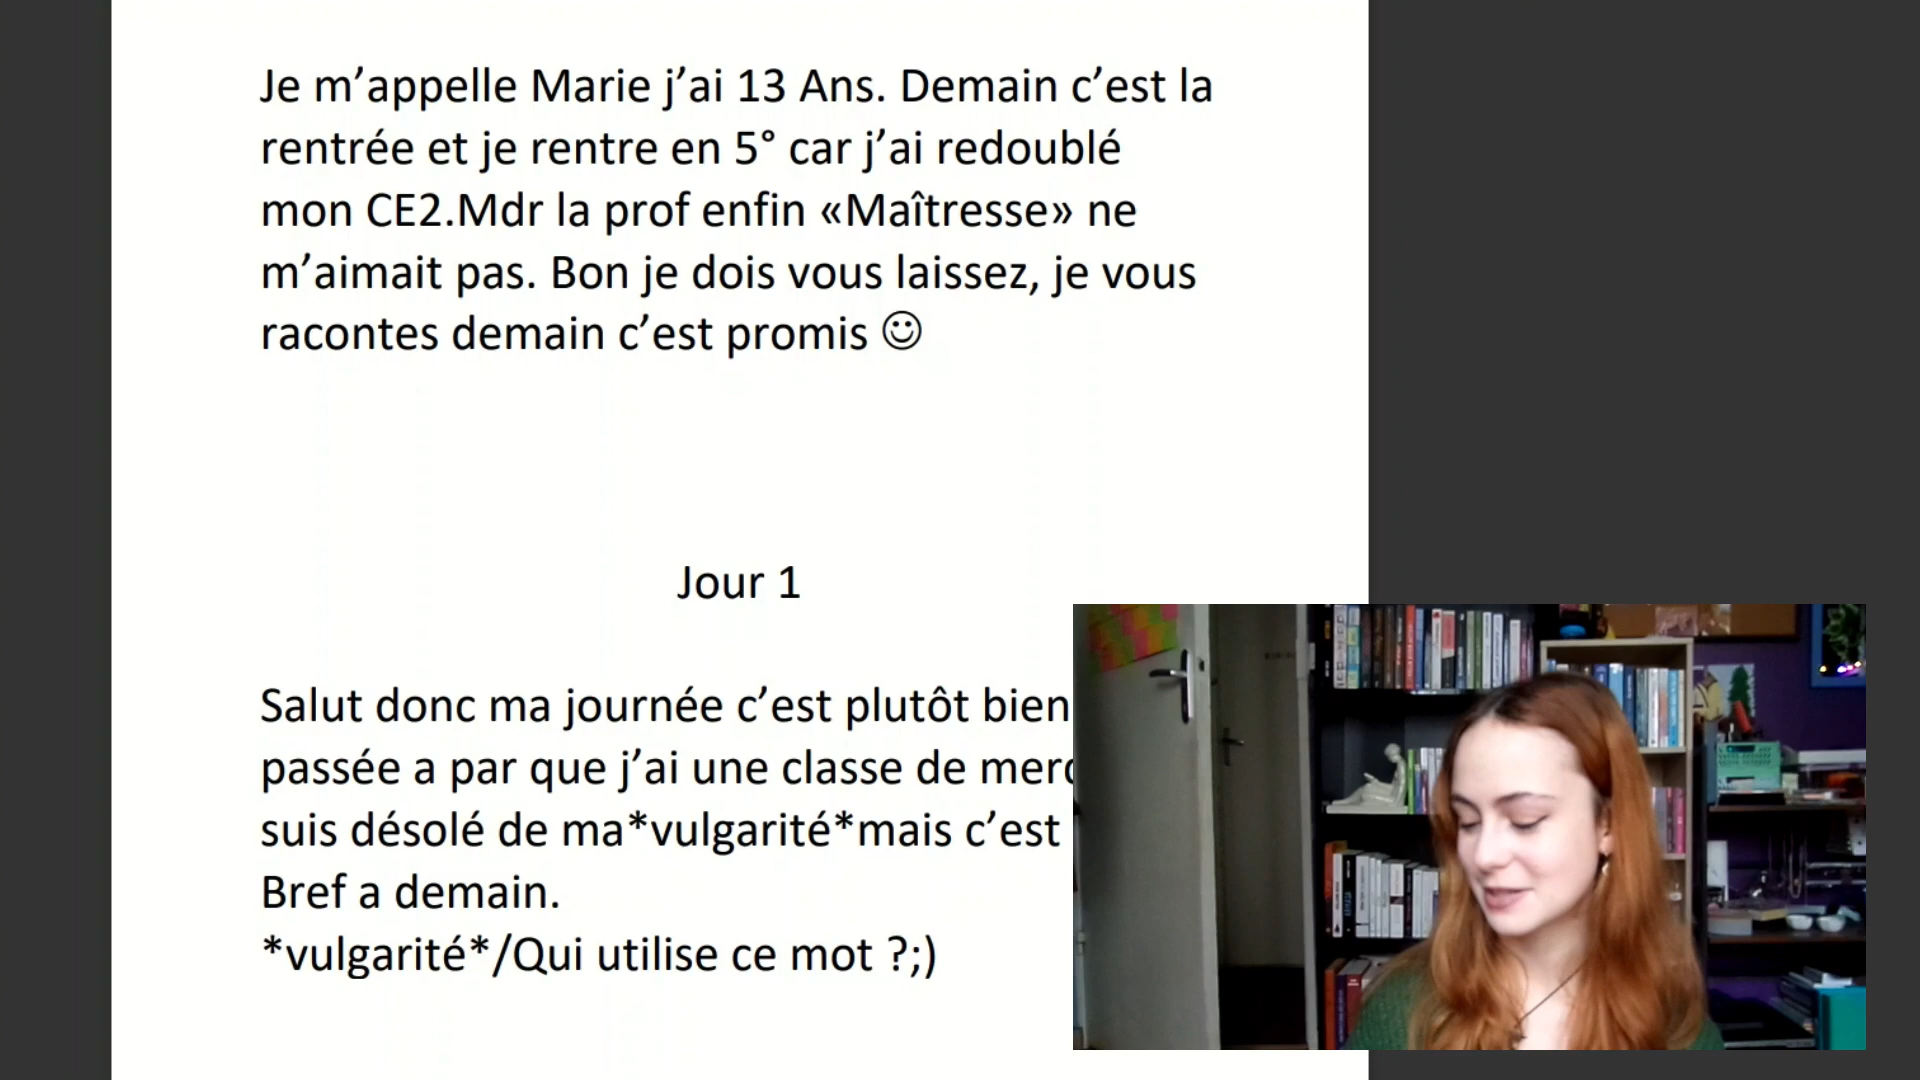 Je m’appelle Marie j’ai 13 Ans. Demain c’est la
rentrée et je rentre en 5° car j’ai redoublé
mon CE2.Mdr la prof enfin «Maîtresse» ne
m’aimait pas. Bon je dois vous laissez, je vous
racontes demain c’est promis ☺
Jour 1
Salut donc ma journée c’est plutôt bien
passée a par que j’ai une classe de
suis désolé de ma*vulgarité*mais c’est
Bref a demain.
*vulgarité*/Qui utilise ce mot ?;)